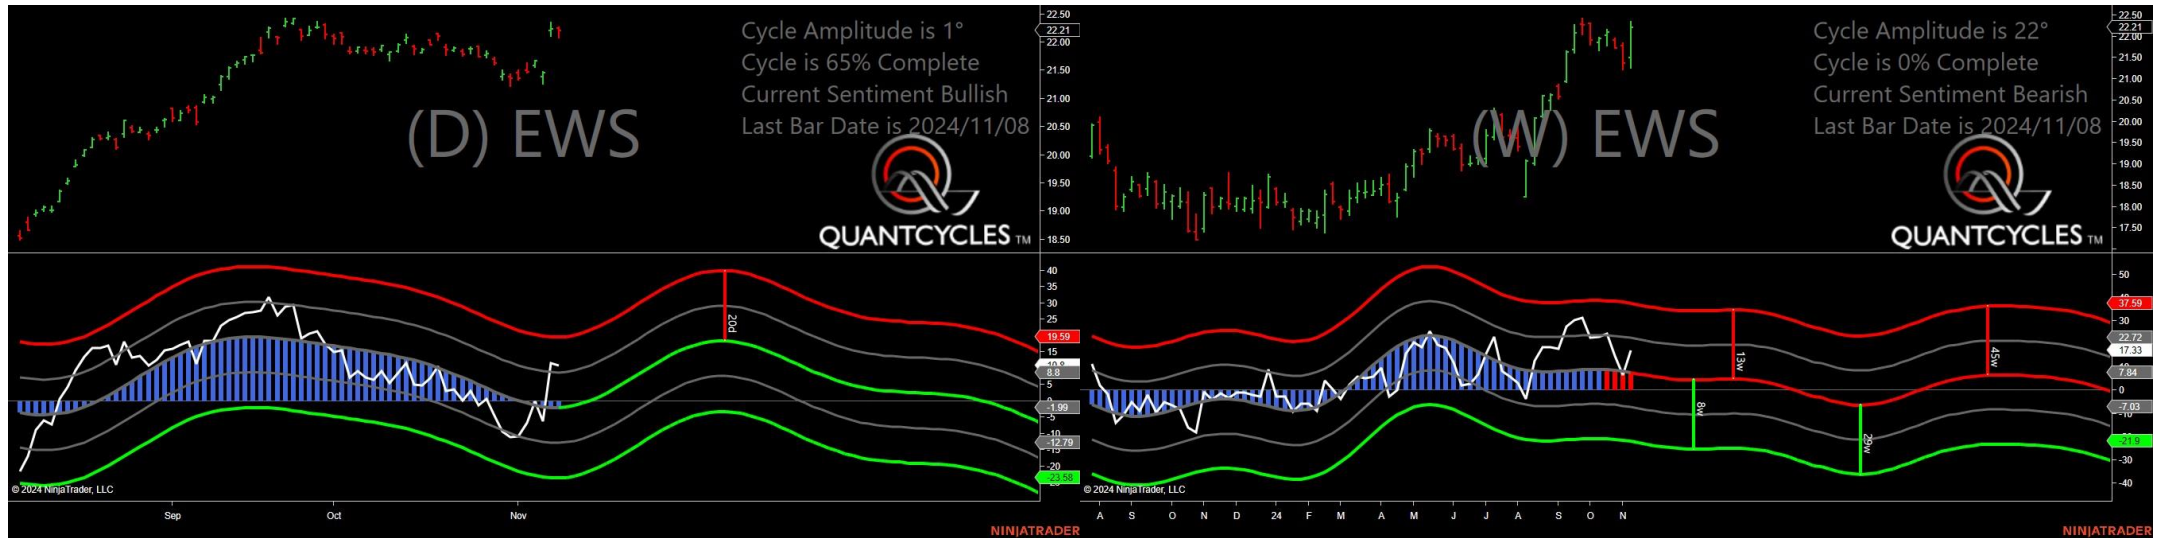 Cycle Amplitude is 1°
Cycle is 65% Complete
Current Sentiment Bullish
Last Bar Date is 2024/11/08
(D) EWS
QUANTCYCLES TM
22.50
22.21
22.00
21.50
21.00
20.50
20.00
19.50
19.00
18.50
40
35
30
25
19.59
15
10.8
8.8
5
-1.99
-5
-10
-12.79
-20
-23.58
20d
© 2024 NinjaTrader, LLC
Sep Oct Nov
NINJATRADER
Cycle Amplitude is 22°
Cycle is 0% Complete
Current Sentiment Bearish
Last Bar Date is 2024/11/08
(W) EWS
QUANTCYCLES TM
22.50
22.21
22.00
21.50
21.00
20.50
20.00
19.50
19.00
18.50
18.00
17.50
50
37.59
30
22.72
17.33
7.84
0
-7.03
-21.9
-30
-40
13w
45w
8w
29w
© 2024 NinjaTrader, LLC
A S O N D 24 F M A M J J A S O N
NINJATRADER